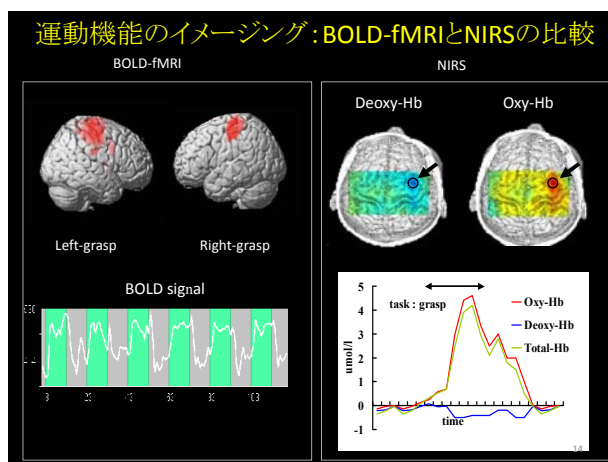 運動機能のイメージング：BOLD-fMRIとNIRSの比較
BOLD-fMRI
Left-grasp
Right-grasp
BOLD signal
NIRS
Deoxy-Hb
Oxy-Hb
5
4
3
2
1
0
-1
umol/l
task : grasp
time
Oxy-Hb
Deoxy-Hb
Total-Hb
14